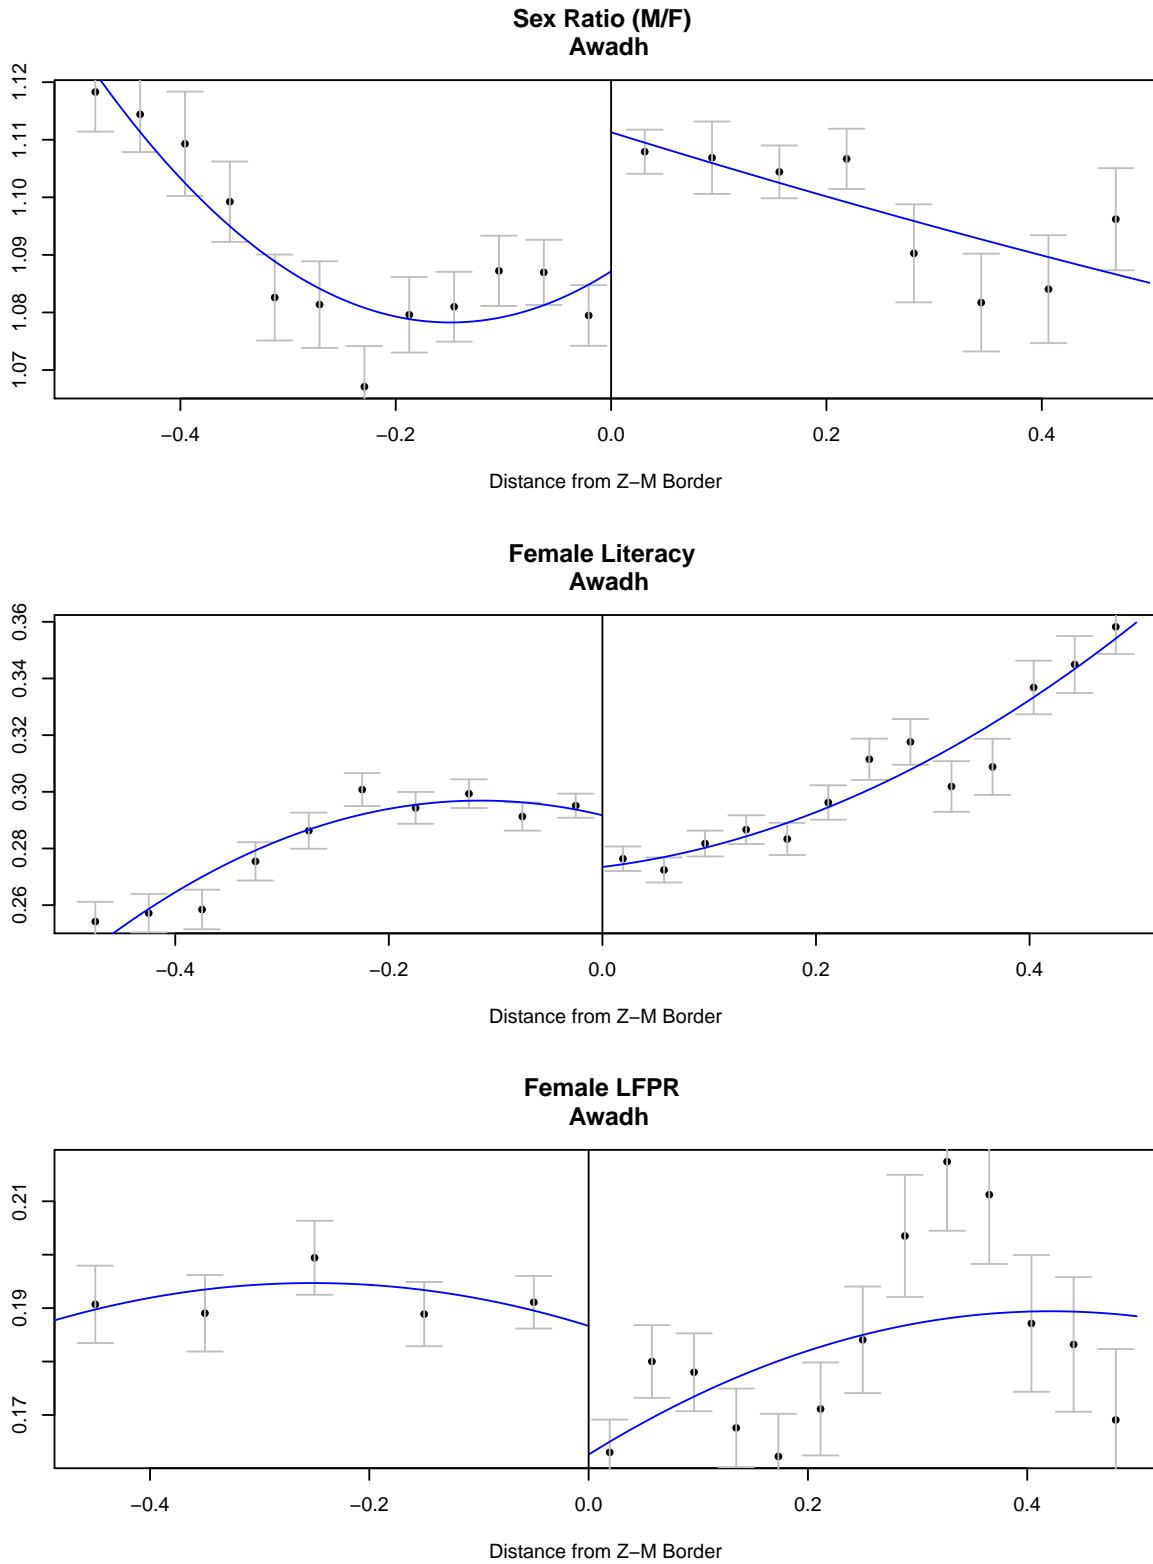 Sex Ratio (M/F)
Awadh
1.12
1.11
1.10
1.09
1.08
1.07
−0.4 −0.2 0.0 0.2 0.4
Distance from Z−M Border
Female Literacy
Awadh
0.36
0.34
0.32
0.30
0.28
0.26
−0.4 −0.2 0.0 0.2 0.4
Distance from Z−M Border
Female LFPR
Awadh
0.21
0.19
0.17
−0.4 −0.2 0.0 0.2 0.4
Distance from Z−M Border